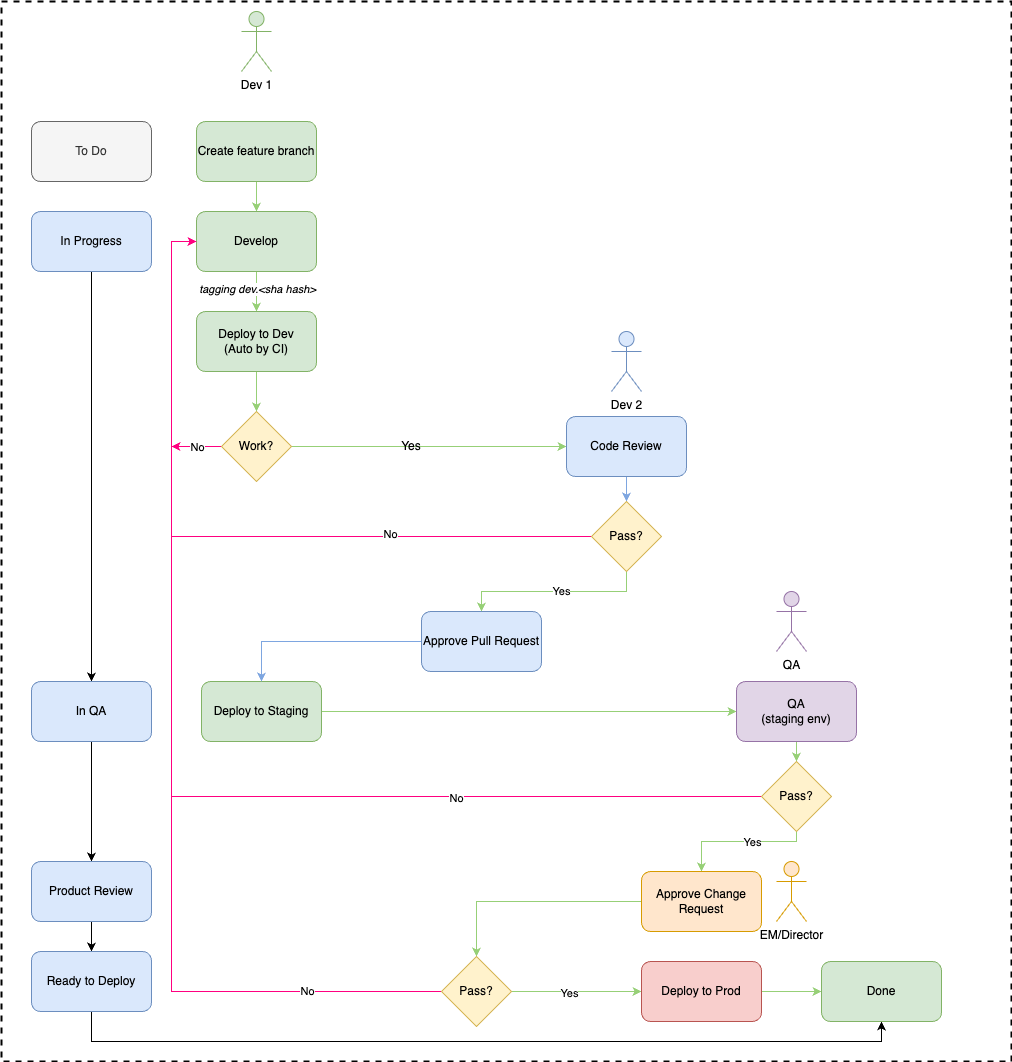 Dev 1
To Do
Create feature branch
In Progress
Develop
tagging dev.<sha hash>
Deploy to Dev
(Auto by CI)
Dev 2
No
Work?
Yes
Code Review
No
Pass?
Yes
Approve Pull Request
QA
In QA
Deploy to Staging
QA
(staging env)
No
Pass?
Yes
Product Review
Approve Change
Request
EM/Director
Ready to Deploy
No
Pass?
Yes
Deploy to Prod
Done